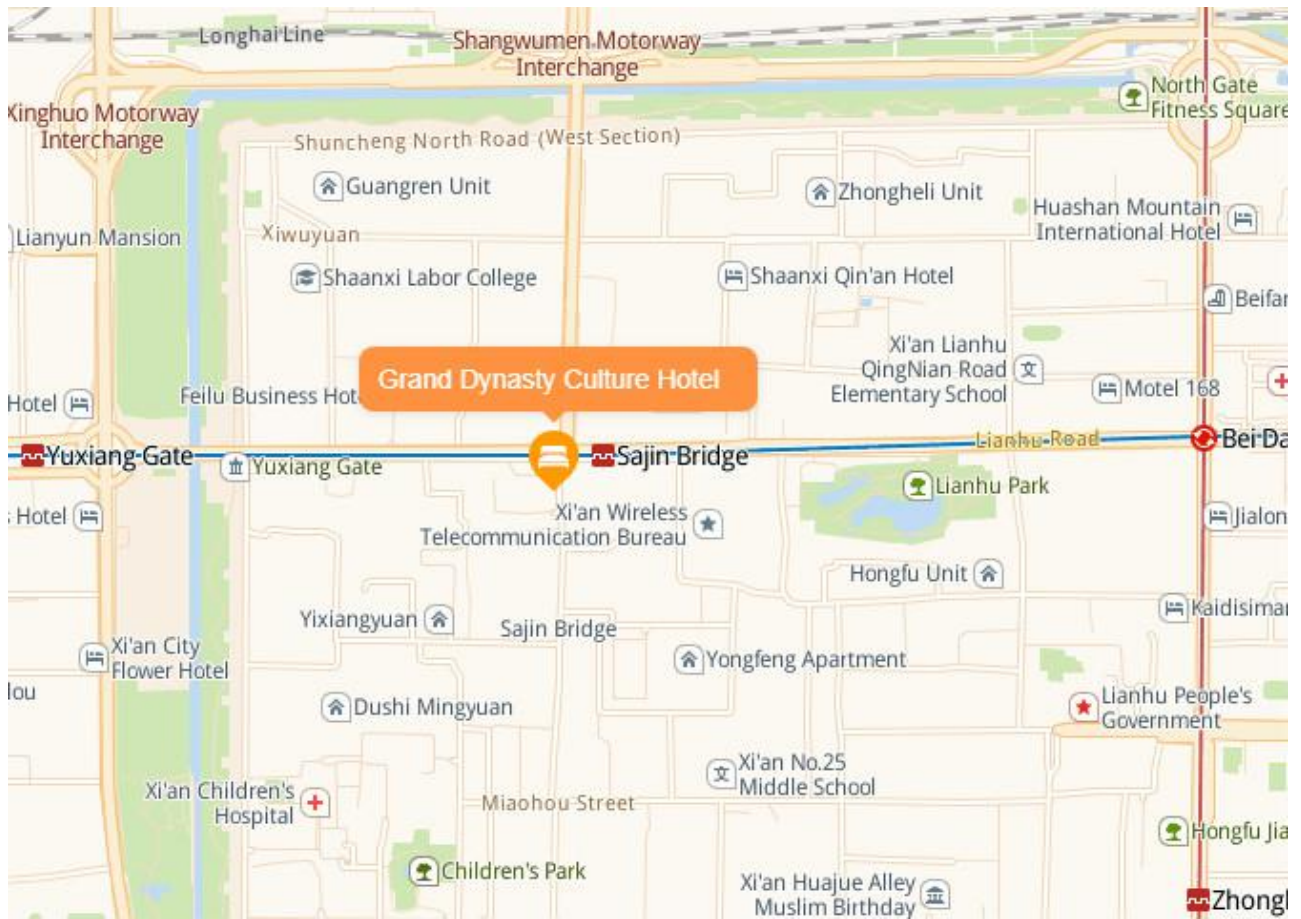 Longhai Line
Shangwumen Motorway
Interchange
North Gate
Fitness Square
Xinghuo Motorway
Interchange
Shuncheng North Road (West Section)
Guangren Unit
Zhongheli Unit
Huashan Mountain
International Hotel
Lianyun Mansion
Xiwuyuan
Shaanxi Labor College
Shaanxi Qin'an Hotel
Beifan
Xi'an Lianhu
QingNian Road
Elementary School
文
Grand Dynasty Culture Hotel
Motel 168
Feilu Business Hot
Hotel
Yuxiang Gate
Yuxiang Gate
Sajin Bridge
Lianhu Road
Bei Da
Lianhu Park
Hotel
Xi'an Wireless
Telecommunication Bureau
Jialon
Hongfu Unit
Kaidisimar
Yixiangyuan
Sajin Bridge
Xi'an City
Flower Hotel
Yongfeng Apartment
lou
Dushi Mingyuan
Lianhu People's
Government
Xi'an No.25
Middle School
文
Xi'an Children's
Hospital
Miaohou Street
Hongfu Jia
Children's Park
Xi'an Huajue Alley
Muslim Birthday
Zhongl